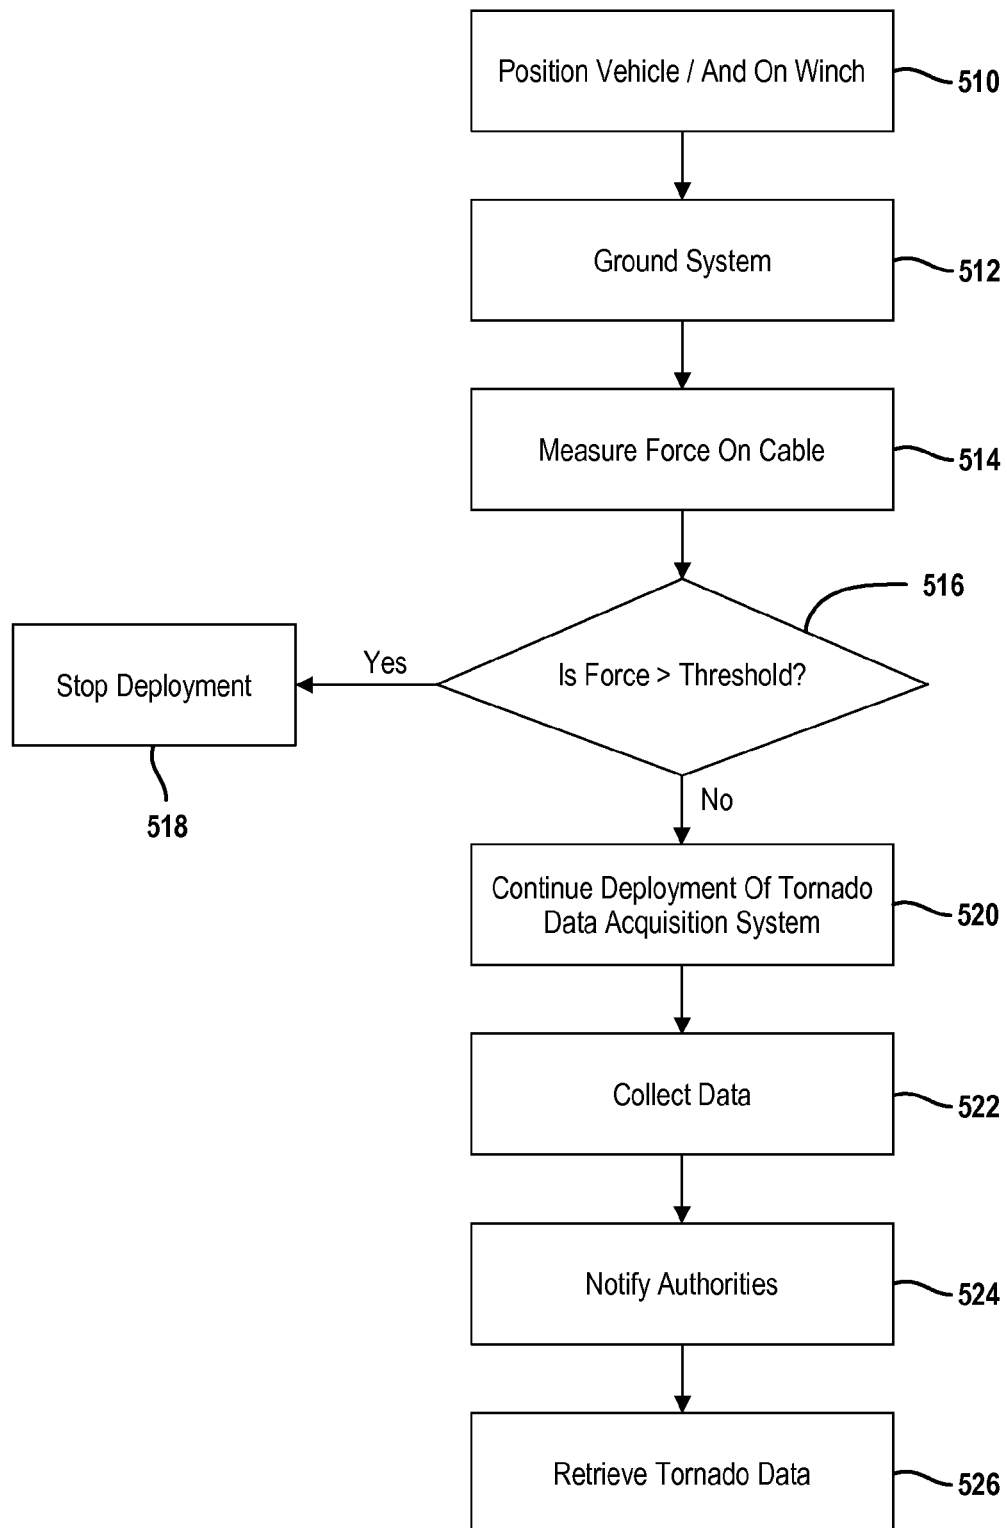 Position Vehicle / And On Winch
510
Ground System
512
Measure Force On Cable
514
516
Is Force > Threshold?
Yes
Stop Deployment
518
No
Continue Deployment Of Tornado
Data Acquisition System
520
Collect Data
522
Notify Authorities
524
Retrieve Tornado Data
526